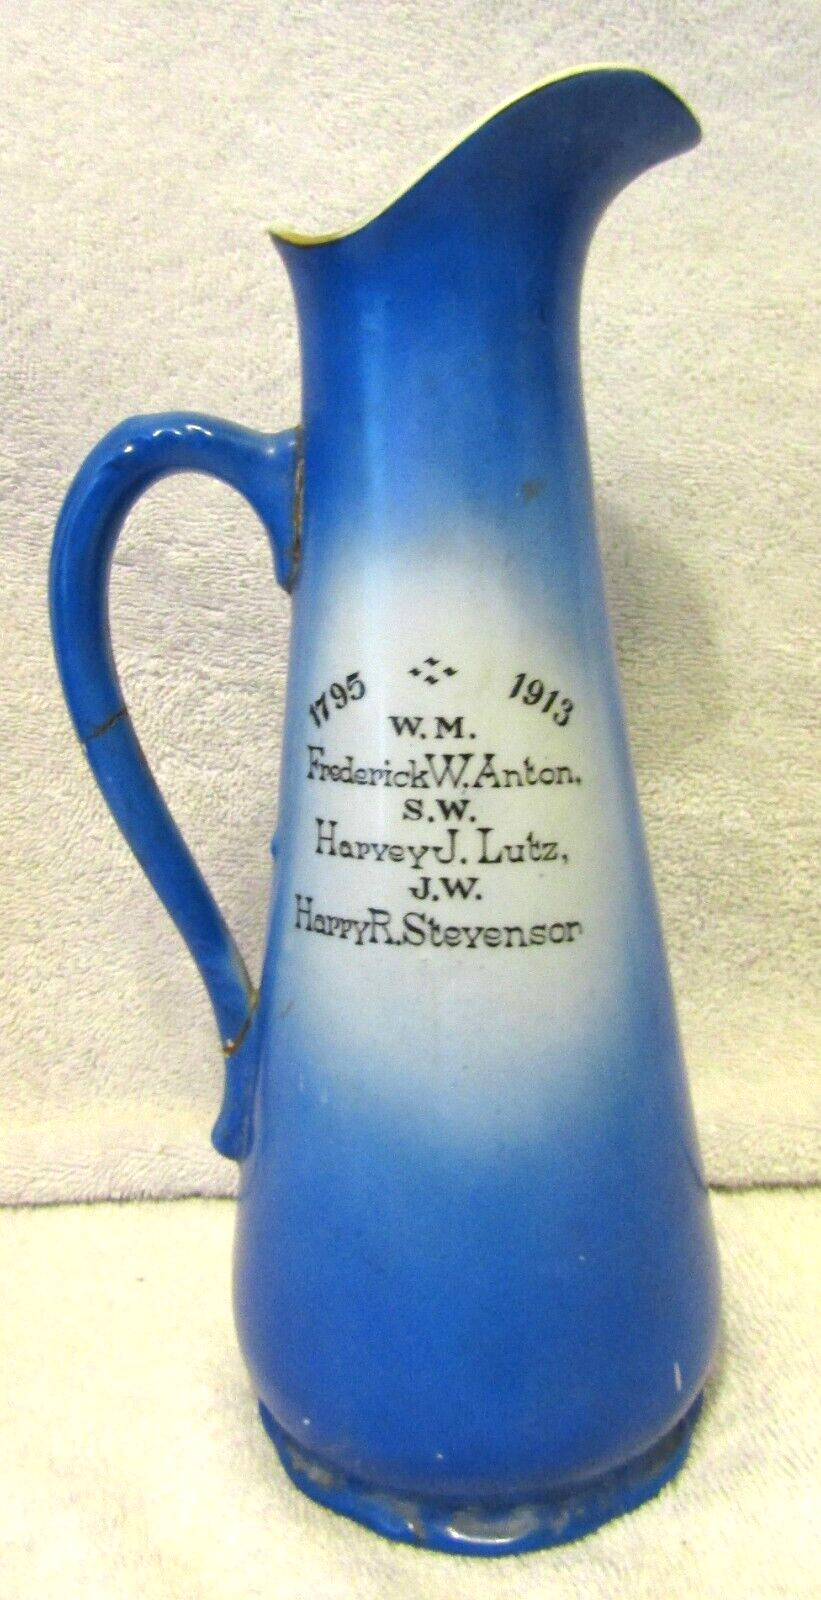 1795 1913
W. M.
Frederick W. Anton,
S. W.
Harvey J. Lutz,
J. W.
Harry R. Stevenson